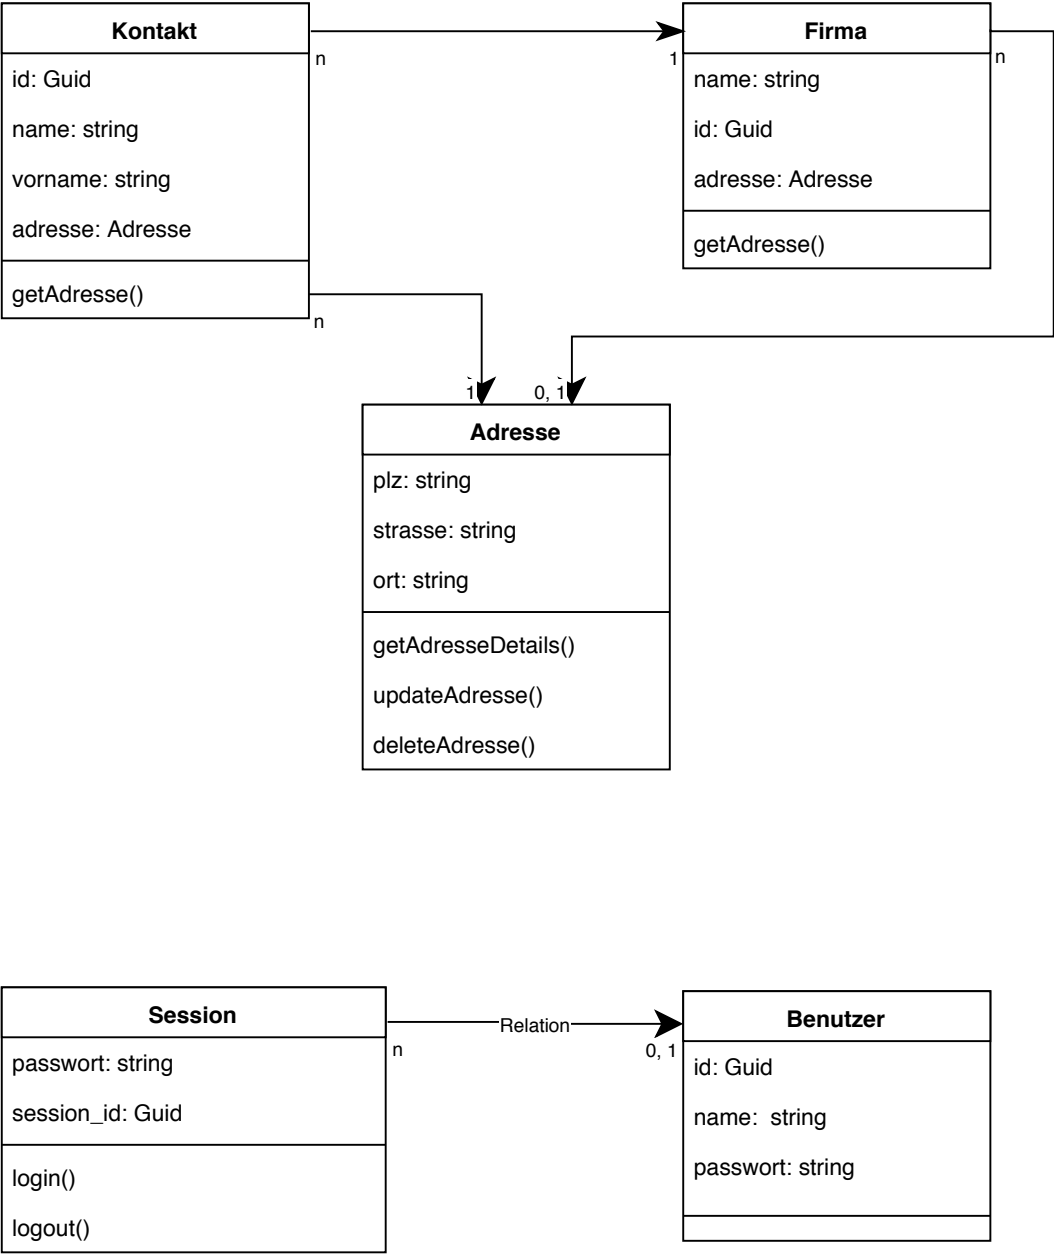 Kontakt
id: Guid
name: string
vorname: string
adresse: Adresse
getAdresse()
n
1
Firma
name: string
id: Guid
adresse: Adresse
getAdresse()
n
n
1
0, 1
Adresse
plz: string
strasse: string
ort: string
getAdresseDetails()
updateAdresse()
deleteAdresse()
Session
passwort: string
session_id: Guid
login()
logout()
Relation
n
0, 1
Benutzer
id: Guid
name:  string
passwort: string